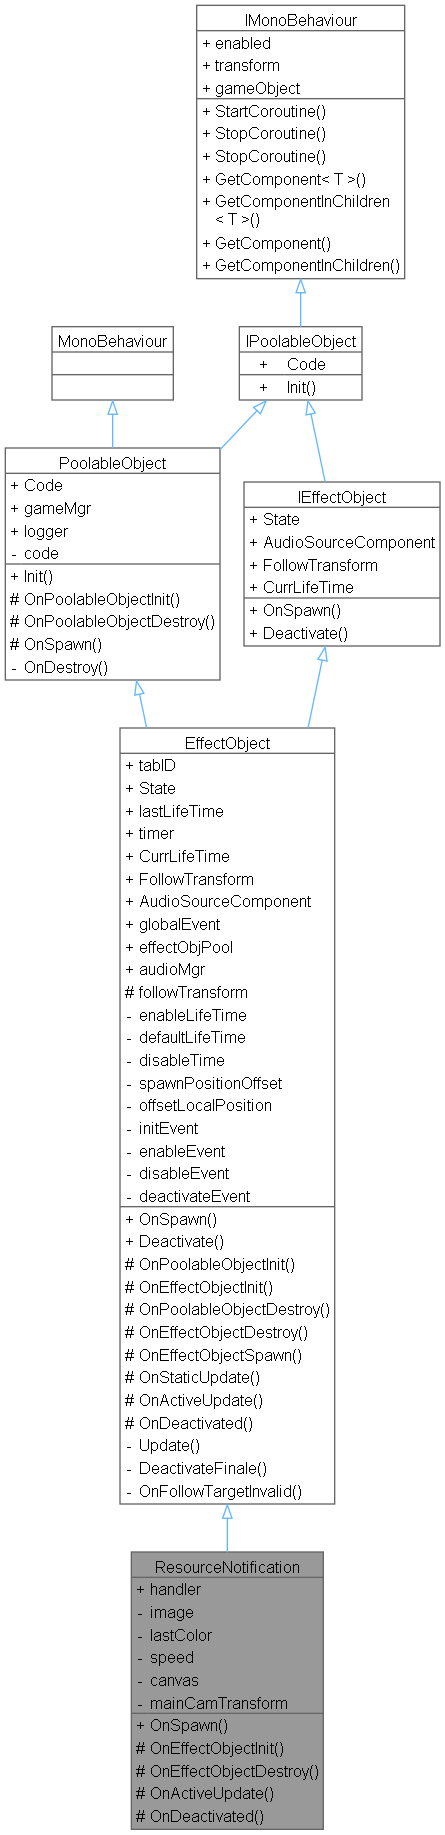 IMonoBehaviour
+ enabled
+ transform
+ gameObject
+ StartCoroutine()
+ StopCoroutine()
+ StopCoroutine()
+ GetComponent< T >()
+ GetComponentInChildren
< T >()
+ GetComponent()
+ GetComponentInChildren()
MonoBehaviour
IPoolableObject
+ Code
+ Init()
PoolableObject
+ Code
+ gameMgr
+ logger
- code
+ Init()
# OnPoolableObjectInit()
# OnPoolableObjectDestroy()
# OnSpawn()
- OnDestroy()
IEffectObject
+ State
+ AudioSourceComponent
+ FollowTransform
+ CurrLifeTime
+ OnSpawn()
+ Deactivate()
EffectObject
+ tabID
+ State
+ lastLifeTime
+ timer
+ CurrLifeTime
+ FollowTransform
+ AudioSourceComponent
+ globalEvent
+ effectObjPool
+ audioMgr
# followTransform
- enableLifeTime
- defaultLifeTime
- disableTime
- spawnPositionOffset
- offsetLocalPosition
- initEvent
- enableEvent
- disableEvent
- deactivateEvent
+ OnSpawn()
+ Deactivate()
# OnPoolableObjectInit()
# OnEffectObjectInit()
# OnPoolableObjectDestroy()
# OnEffectObjectDestroy()
# OnEffectObjectSpawn()
# OnStaticUpdate()
# OnActiveUpdate()
# OnDeactivated()
- Update()
- DeactivateFinale()
- OnFollowTargetInvalid()
ResourceNotification
+ handler
- image
- lastColor
- speed
- canvas
- mainCamTransform
+ OnSpawn()
# OnEffectObjectInit()
# OnEffectObjectDestroy()
# OnActiveUpdate()
# OnDeactivated()